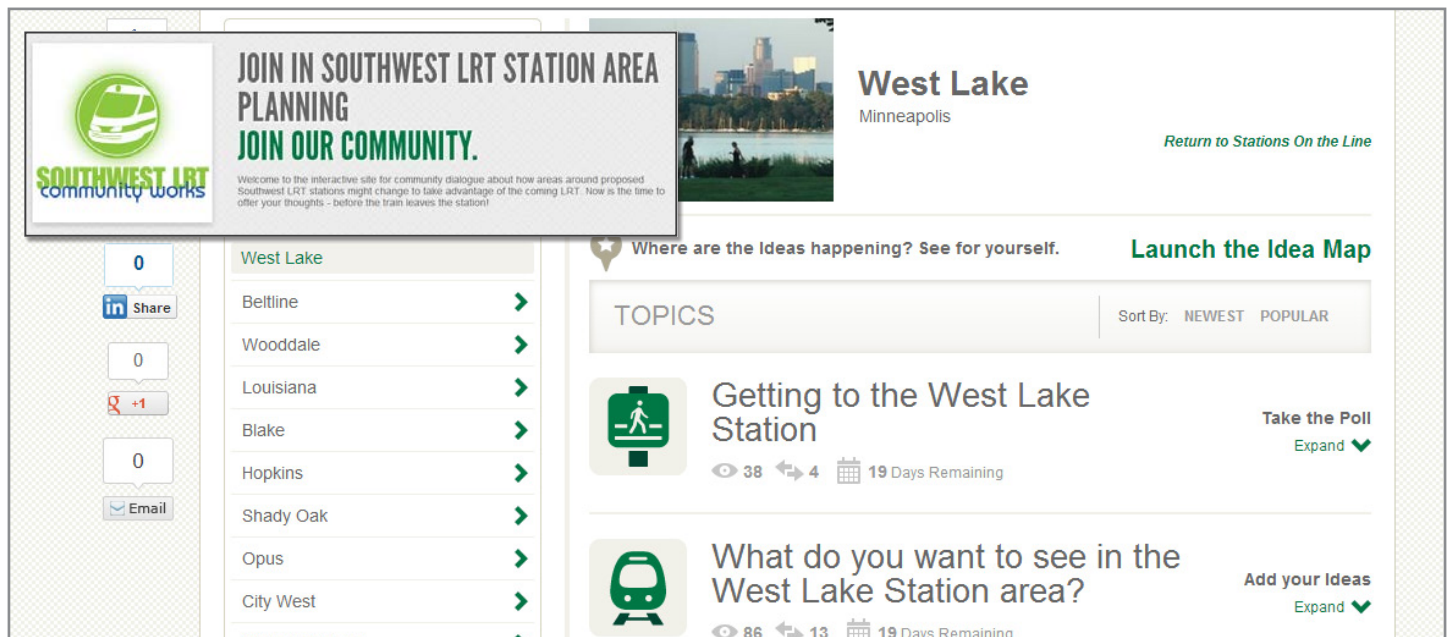 JOIN IN SOUTHWEST LRT STATION AREA
PLANNING
JOIN OUR COMMUNITY.
Welcome to the interactive site for community dialogue about how areas around proposed
Southwest LRT stations might change to take advantage of the coming LRT. Now is the time to
offer your thoughts - before the train leaves the station!
SOUTHWEST LRT
community works
0
in Share
0
+1
0
Email
West Lake
Beltline
Wooddale
Louisiana
Blake
Hopkins
Shady Oak
Opus
City West
West Lake
Minneapolis
Return to Stations On the Line
Where are the Ideas happening? See for yourself.
Launch the Idea Map
TOPICS
Sort By: NEWEST POPULAR
Getting to the West Lake
Station
38 4 19 Days Remaining
Take the Poll
Expand
What do you want to see in the
West Lake Station area?
86 13 19 Days Remaining
Add your Ideas
Expand